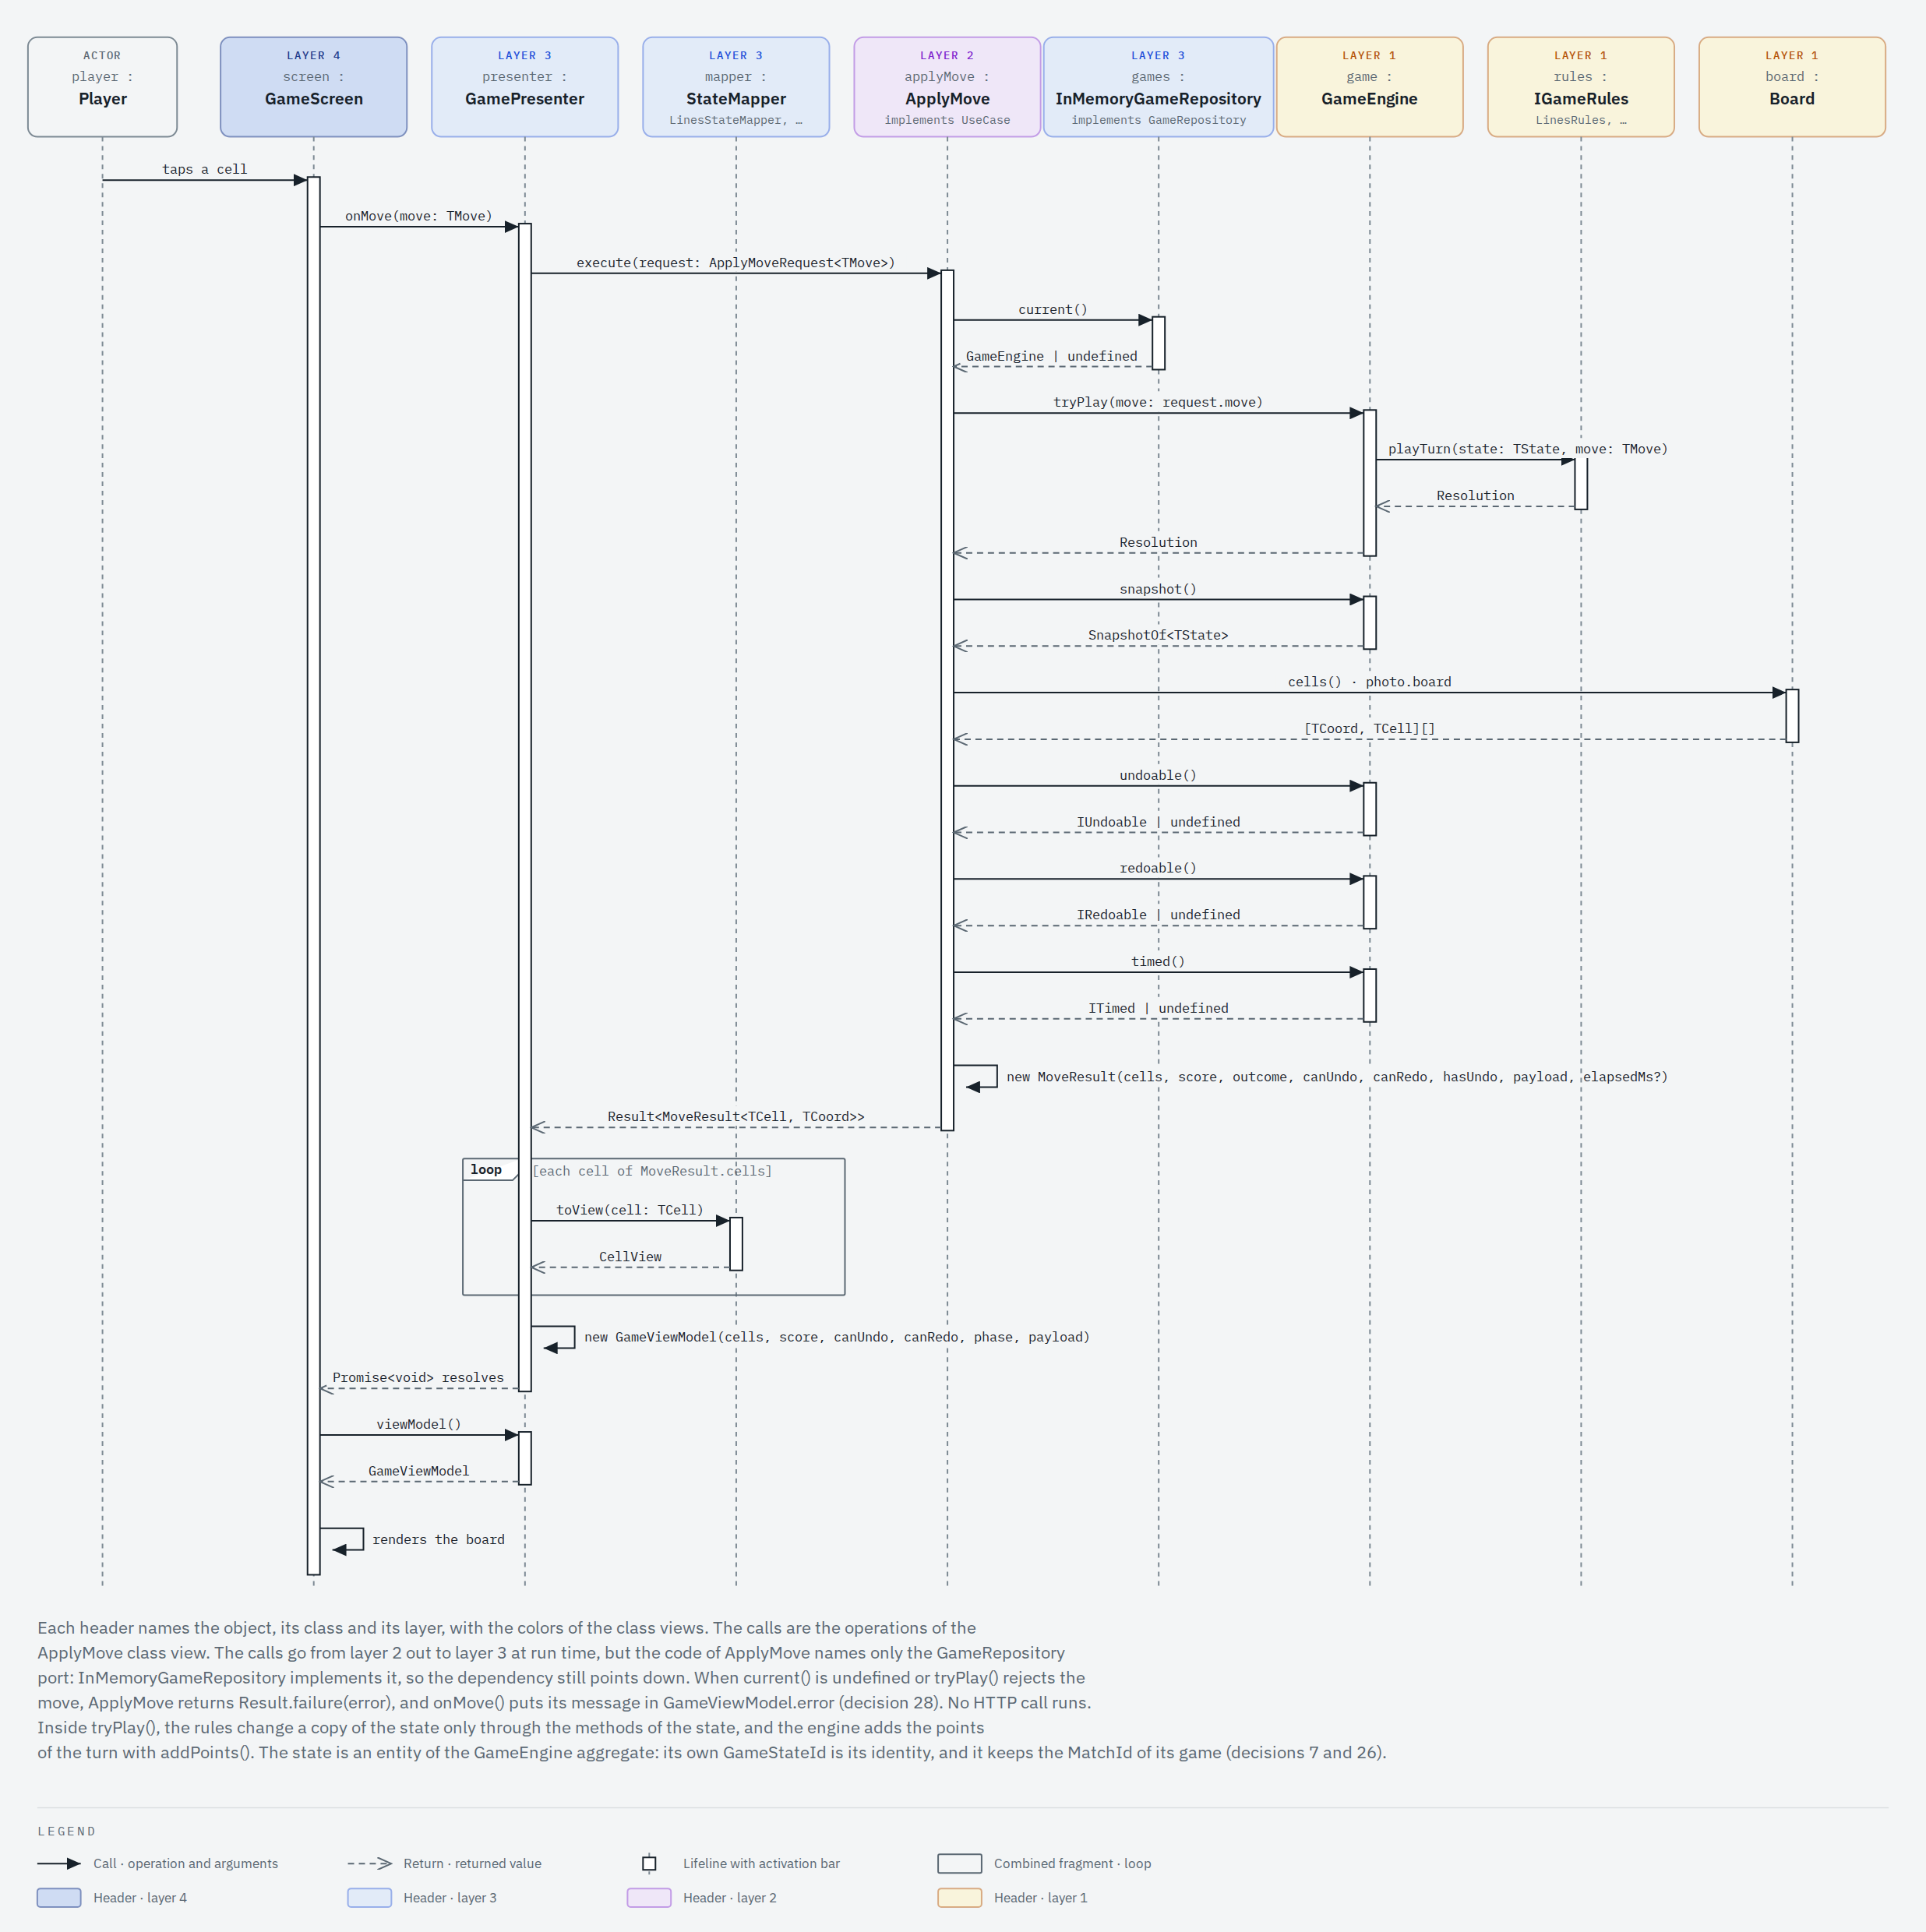 ACTOR
player :
Player
LAYER 4
screen :
GameScreen
LAYER 3
presenter :
GamePresenter
LAYER 3
mapper :
StateMapper
LinesStateMapper, …
LAYER 2
applyMove :
ApplyMove
implements UseCase
LAYER 3
games :
InMemoryGameRepository
implements GameRepository
LAYER 1
game :
GameEngine
LAYER 1
rules :
IGameRules
LinesRules, …
LAYER 1
board :
Board
taps a cell
onMove(move: TMove)
execute(request: ApplyMoveRequest<TMove>)
current()
GameEngine | undefined
tryPlay(move: request.move)
playTurn(state: TState, move: TMove)
Resolution
Resolution
snapshot()
SnapshotOf<TState>
cells() · photo.board
[TCoord, TCell][]
undoable()
IUndoable | undefined
redoable()
IRedoable | undefined
timed()
ITimed | undefined
new MoveResult(cells, score, outcome, canUndo, canRedo, hasUndo, payload, elapsedMs?)
Result<MoveResult<TCell, TCoord>>
loop
[each cell of MoveResult.cells]
toView(cell: TCell)
CellView
new GameViewModel(cells, score, canUndo, canRedo, phase, payload)
Promise<void> resolves
viewModel()
GameViewModel
renders the board
Each header names the object, its class and its layer, with the colors of the class views. The calls are the operations of the
ApplyMove class view. The calls go from layer 2 out to layer 3 at run time, but the code of ApplyMove names only the GameRepository
port: InMemoryGameRepository implements it, so the dependency still points down. When current() is undefined or tryPlay() rejects the
move, ApplyMove returns Result.failure(error), and onMove() puts its message in GameViewModel.error (decision 28). No HTTP call runs.
Inside tryPlay(), the rules change a copy of the state only through the methods of the state, and the engine adds the points
of the turn with addPoints(). The state is an entity of the GameEngine aggregate: its own GameStateId is its identity, and it keeps the MatchId of its game (decisions 7 and 26).
LEGEND
Call · operation and arguments
Return · returned value
Lifeline with activation bar
Combined fragment · loop
Header · layer 4
Header · layer 3
Header · layer 2
Header · layer 1